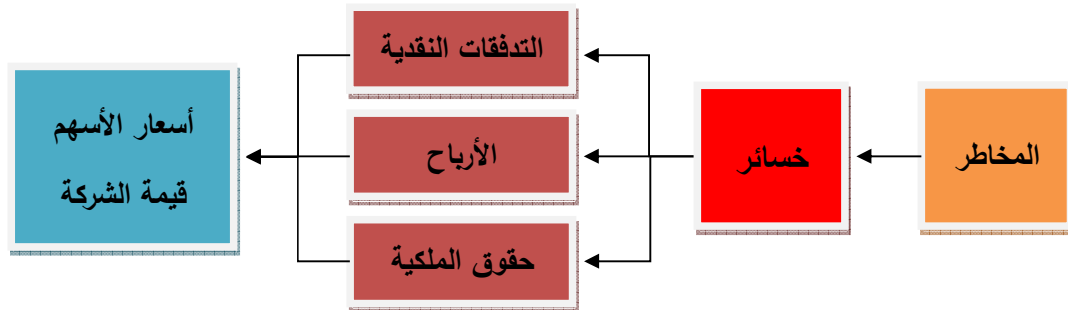 المخاطر
خسائر
التدفقات النقدية
الأرباح
حقوق الملكية
أسعار الأسهم
قيمة الشركة